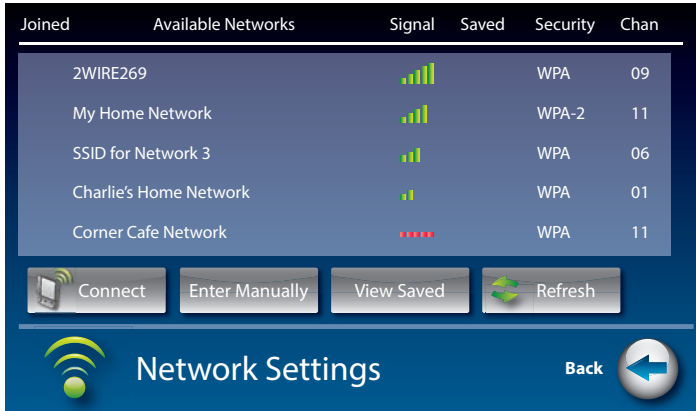 Joined Available Networks Signal Saved Security Chan
2WIRE269 WPA 09
My Home Network WPA-2 11
SSID for Network 3 WPA 06
Charlie's Home Network WPA 01
Corner Cafe Network WPA 11
Connect Enter Manually View Saved Refresh
Network Settings Back